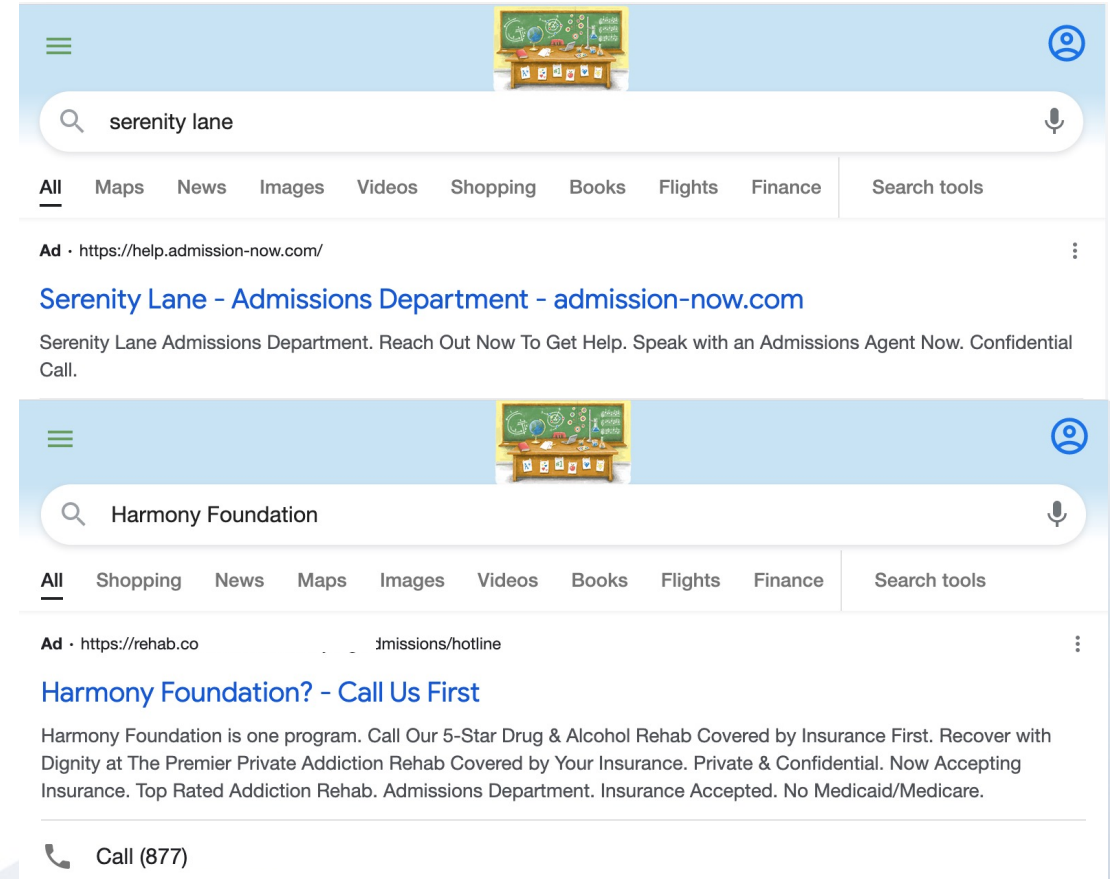 serenity lane
All Maps News Images Videos Shopping Books Flights Finance Search tools
Ad · https://help.admission-now.com/
Serenity Lane - Admissions Department - admission-now.com
Serenity Lane Admissions Department. Reach Out Now To Get Help. Speak with an Admissions Agent Now. Confidential
Call.
Harmony Foundation
All Shopping News Maps Images Videos Books Flights Finance Search tools
Ad · https://rehab.co dmissions/hotline
Harmony Foundation? - Call Us First
Harmony Foundation is one program. Call Our 5-Star Drug & Alcohol Rehab Covered by Insurance First. Recover with
Dignity at The Premier Private Addiction Rehab Covered by Your Insurance. Private & Confidential. Now Accepting
Insurance. Top Rated Addiction Rehab. Admissions Department. Insurance Accepted. No Medicaid/Medicare.
Call (877)